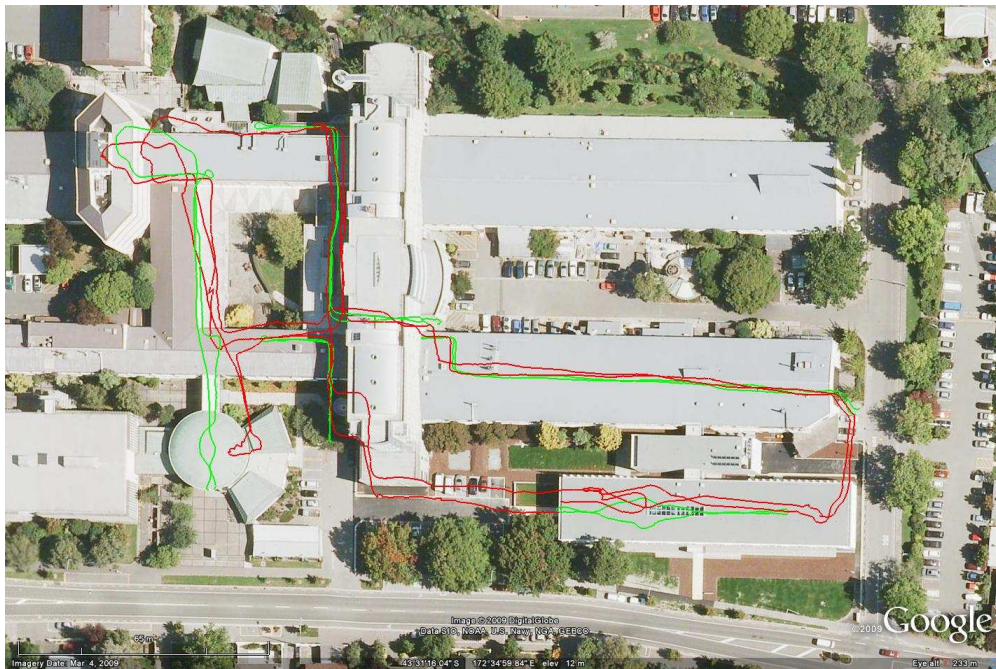 ©2009 Google
Image © 2009 DigitalGlobe
Data SIO, NOAA, U.S. Navy, NGA, GEBCO
65 m
Imagery Date: Mar 4, 2009
43°31'16.04" S 172°34'59.84" E elev 12 m
Eye alt 233 m